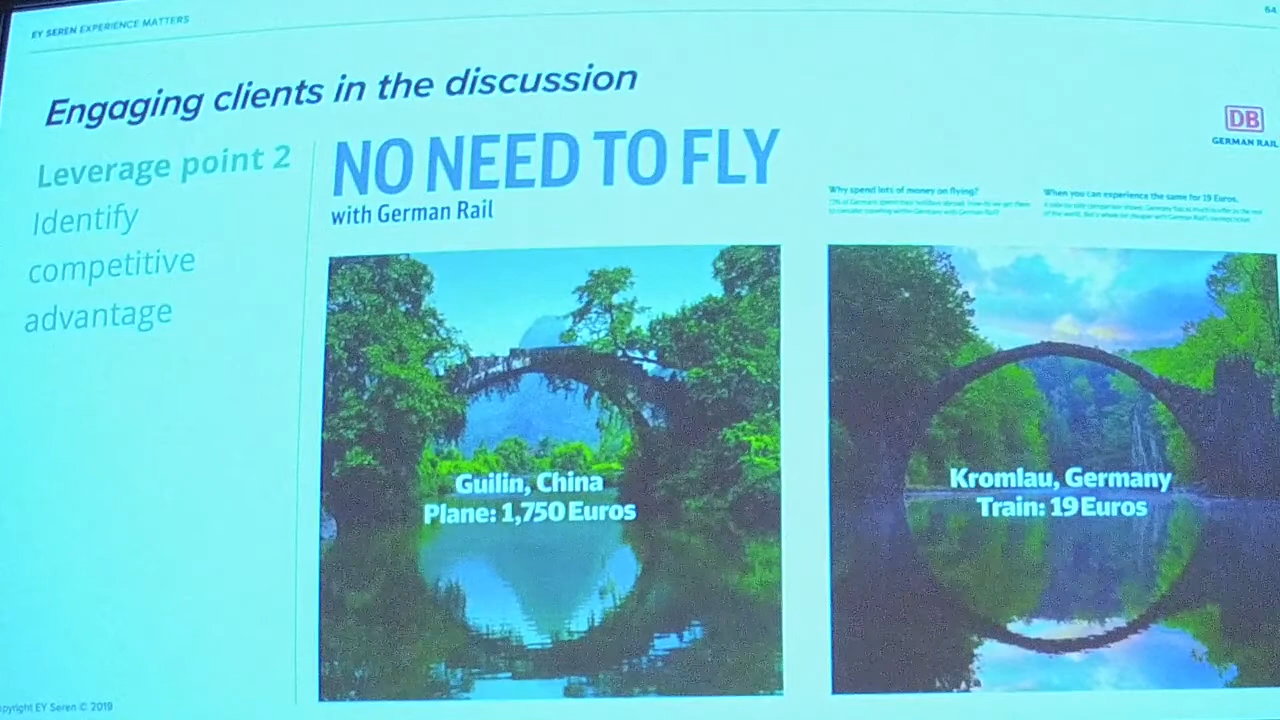 EY SEREN EXPERIENCE MATTERS
64
Engaging clients in the discussion
Leverage point 2
Identify
competitive
advantage
NO NEED TO FLY
with German Rail
DB
GERMAN RAIL
Why spend lots of money on flying?
When you can experience the same for 19 Euros.
Guilin, China
Plane: 1,750 Euros
Kromlau, Germany
Train: 19 Euros
pyright EY Seren © 2019